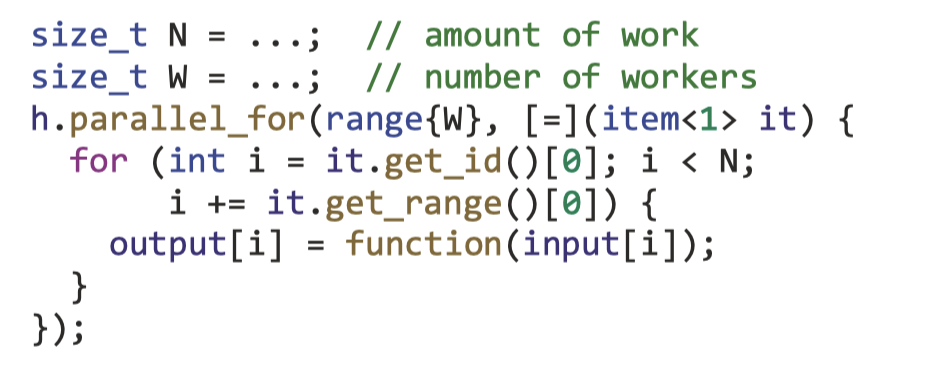 size_t N = ...;  // amount of work
size_t W = ...;  // number of workers
h.parallel_for(range{W}, [=](item<1> it) {
  for (int i = it.get_id()[0]; i < N;
       i += it.get_range()[0]) {
    output[i] = function(input[i]);
  }
});